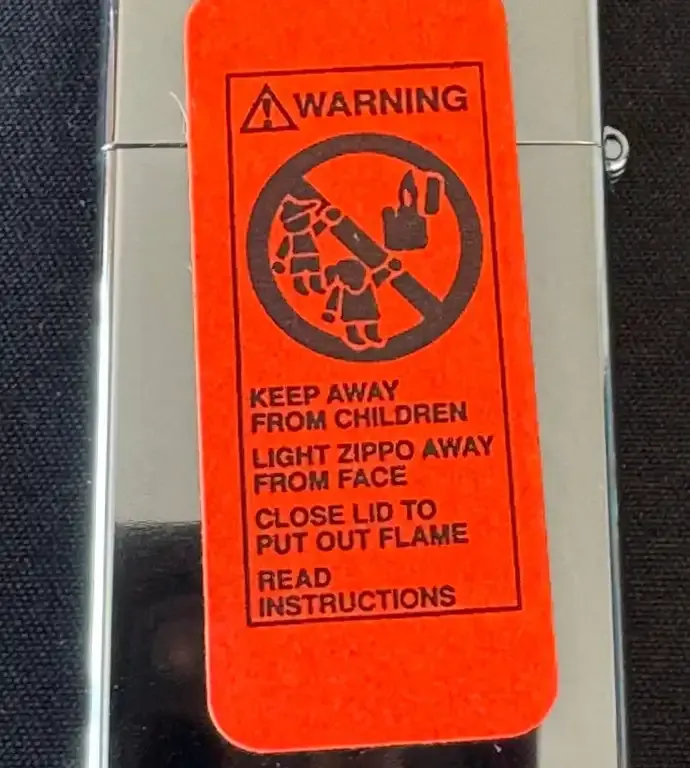 WARNING
KEEP AWAY
FROM CHILDREN
LIGHT ZIPPO AWAY
FROM FACE
CLOSE LID TO
PUT OUT FLAME
READ
INSTRUCTIONS